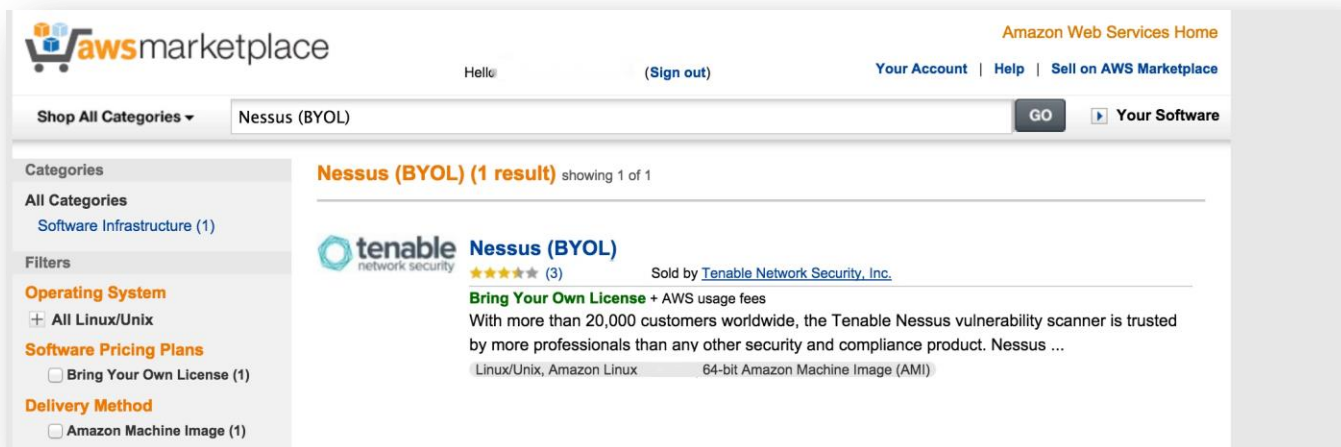 awsmarketplace
Amazon Web Services Home
Hello (Sign out)
Your Account | Help | Sell on AWS Marketplace
Shop All Categories
Nessus (BYOL)
GO
Your Software
Categories
All Categories
Software Infrastructure (1)
Filters
Operating System
All Linux/Unix
Software Pricing Plans
Bring Your Own License (1)
Delivery Method
Amazon Machine Image (1)
Nessus (BYOL) (1 result) showing 1 of 1
tenable
network security
Nessus (BYOL)
(3) Sold by Tenable Network Security, Inc.
Bring Your Own License + AWS usage fees
With more than 20,000 customers worldwide, the Tenable Nessus vulnerability scanner is trusted
by more professionals than any other security and compliance product. Nessus ...
Linux/Unix, Amazon Linux 64-bit Amazon Machine Image (AMI)